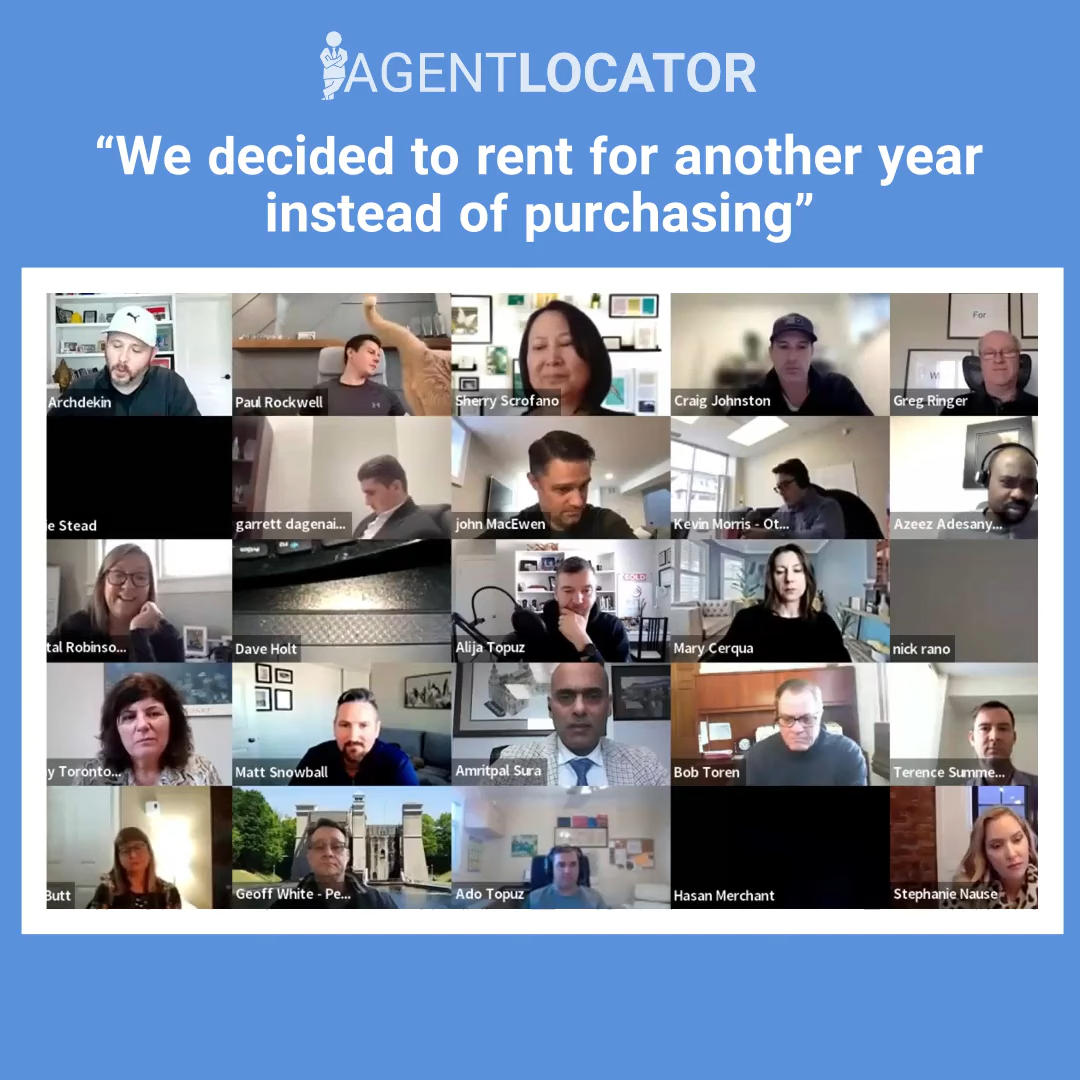 AGENTLOCATOR
“We decided to rent for another year
instead of purchasing”
For
Archdekin
Paul Rockwell
Sherry Scrofano
Craig Johnston
Greg Ringer
e Stead
garrett dagenai...
john MacEwen
Kevin Morris - Ot...
Azeez Adesany...
SOLD
tal Robinso...
Dave Holt
Alija Topuz
Mary Cerqua
nick rano
y Toronto...
Matt Snowball
Amritpal Sura
Bob Toren
Terence Summe...
Butt
Geoff White - Pe...
Ado Topuz
Hasan Merchant
Stephanie Nause